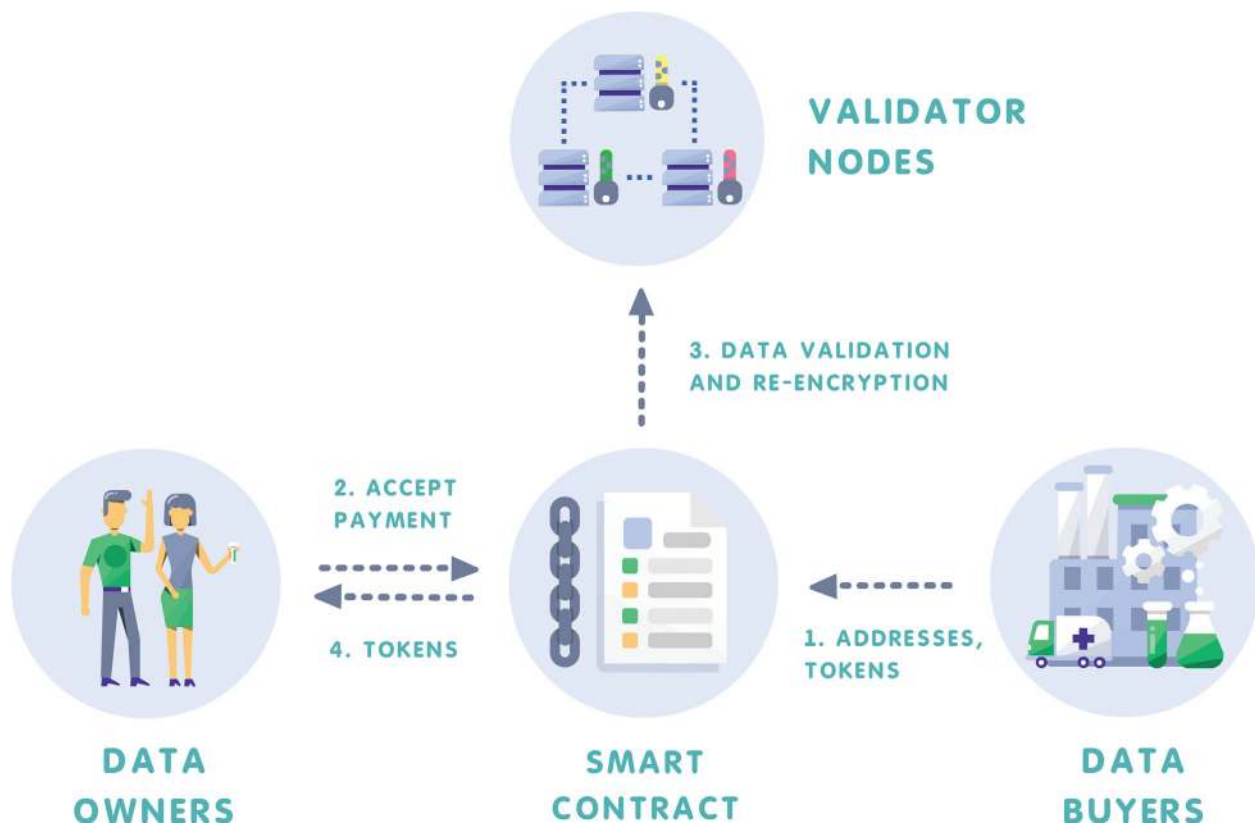 VALIDATOR
NODES
3. DATA VALIDATION
AND RE-ENCRYPTION
2. ACCEPT
PAYMENT
4. TOKENS
1. ADDRESSES,
TOKENS
DATA
OWNERS
SMART
CONTRACT
DATA
BUYERS